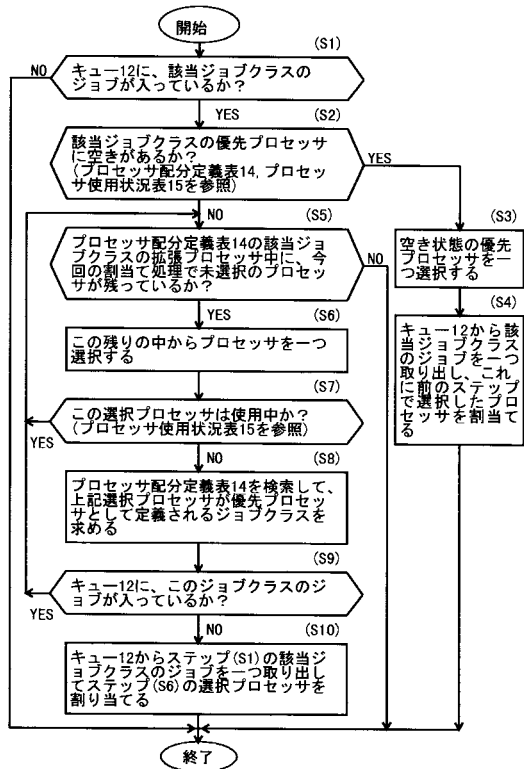 開始
(S1)
NO
キュー12に、該当ジョブクラスの
ジョブが入っているか?
YES
(S2)
該当ジョブクラスの優先プロセッサ
に空きがあるか?
(プロセッサ配分定義表14, プロセッ
サ使用状況表15を参照)
YES
NO
(S3)
空き状態の優先
プロセッサを一
つ選択する
(S4)
キュー12から該
当ジョブクラス
のジョブを一つ
取り出し、これ
に前のステップ
で選択したプロ
セッサを割当て
る
(S5)
プロセッサ配分定義表14の該当ジョ
ブクラスの拡張プロセッサ中に、今
回の割当て処理で未選択のプロセッ
サが残っているか?
NO
YES
(S6)
この残りの中からプロセッサを一つ
選択する
(S7)
この選択プロセッサは使用中か?
(プロセッサ使用状況表15を参照)
YES
NO
(S8)
プロセッサ配分定義表14を検索して、
上記選択プロセッサが優先プロセッ
サとして定義されるジョブクラスを
求める
(S9)
キュー12に、このジョブクラスのジ
ョブが入っているか?
YES
NO
(S10)
キュー12からステップ(S1)の該当ジ
ョブクラスのジョブを一つ取り出し
てステップ(S6)の選択プロセッサを
割り当てる
終了